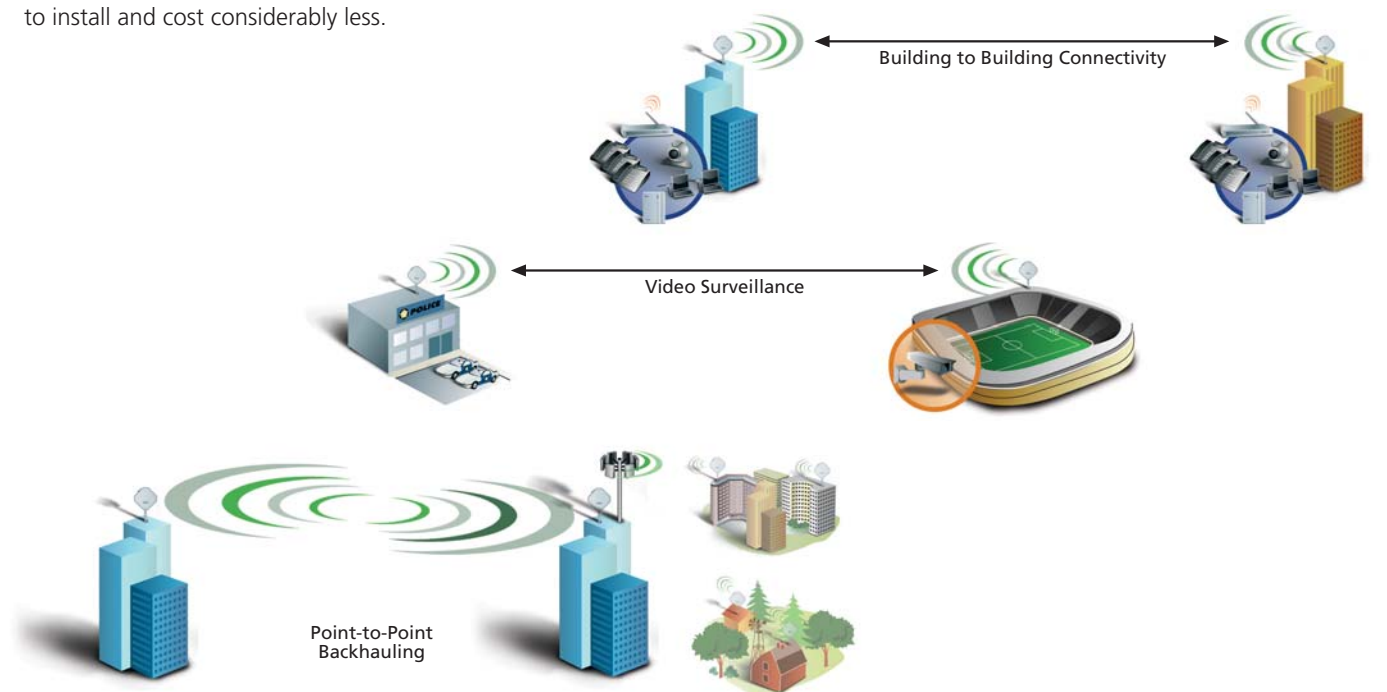 to install and cost considerably less.
Building to Building Connectivity
Video Surveillance
POLICE
Point-to-Point
Backhauling